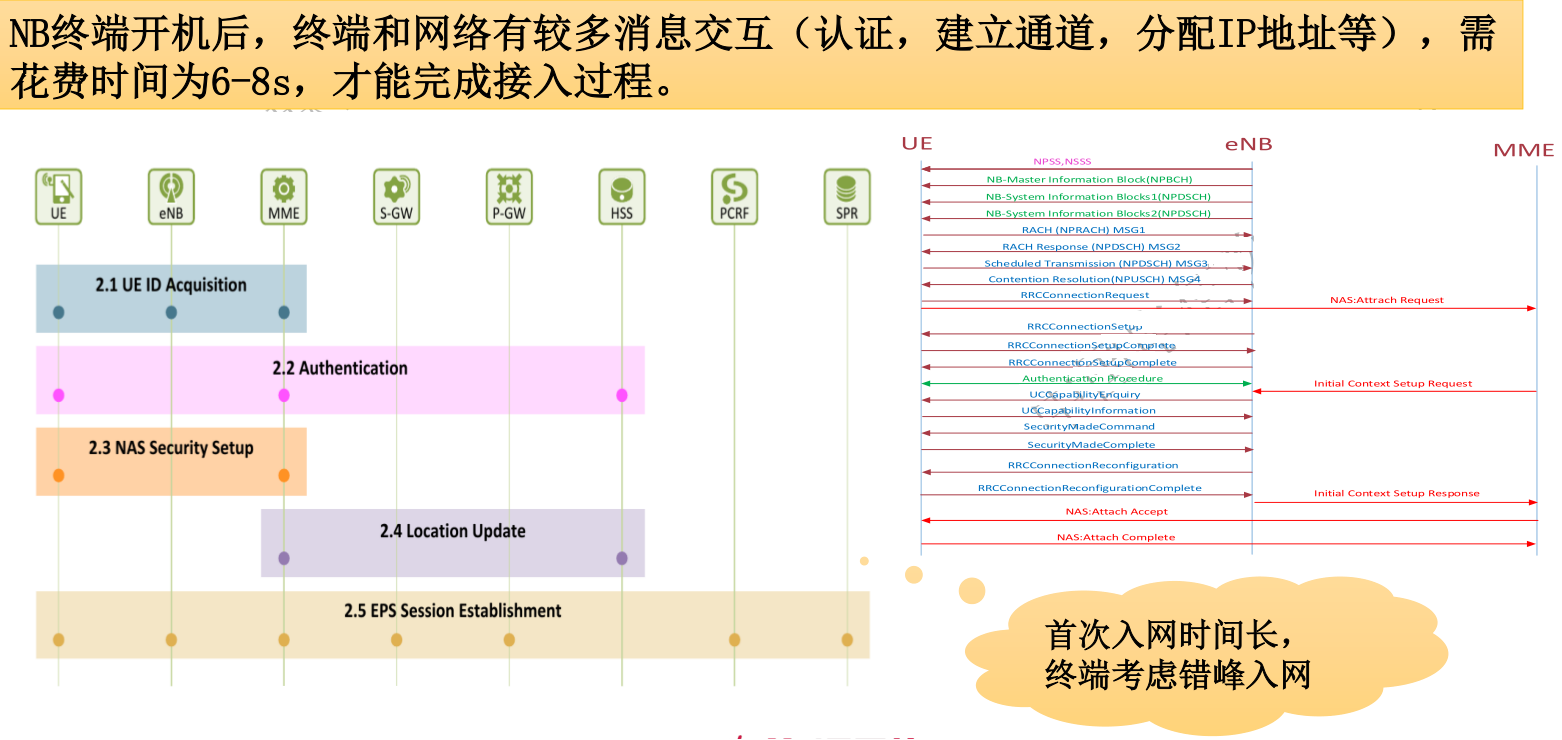 NB终端开机后，终端和网络有较多消息交互（认证，建立通道，分配IP地址等），需
花费时间为6-8s，才能完成接入过程。
UE
eNB
MME
S-GW
P-GW
HSS
PCRF
SPR
2.1 UE ID Acquisition
2.2 Authentication
2.3 NAS Security Setup
2.4 Location Update
2.5 EPS Session Establishment
UE
eNB
MME
NPSS,NSSS
NB-Master Information Block(NPBCH)
NB-System Information Blocks1(NPDSCH)
NB-System Information Blocks2(NPDSCH)
RACH (NPRACH) MSG1
RACH Response (NPDSCH) MSG2
Scheduled Transmission (NPDSCH) MSG3
Contention Resolution(NPUSCH) MSG4
RRCConnectionRequest
NAS:Attrach Request
RRCConnectionSetup
RRCConnectionSetupComplete
RRCConnectionSetupComplete
Authentication Procedure
Initial Context Setup Request
UCCapabilityEnquiry
UCCapabilityInformation
SecurityMadeCommand
SecurityMadeComplete
RRCConnectionReconfiguration
RRCConnectionReconfigurationComplete
Initial Context Setup Response
NAS:Attach Accept
NAS:Attach Complete
首次入网时间长，
终端考虑错峰入网